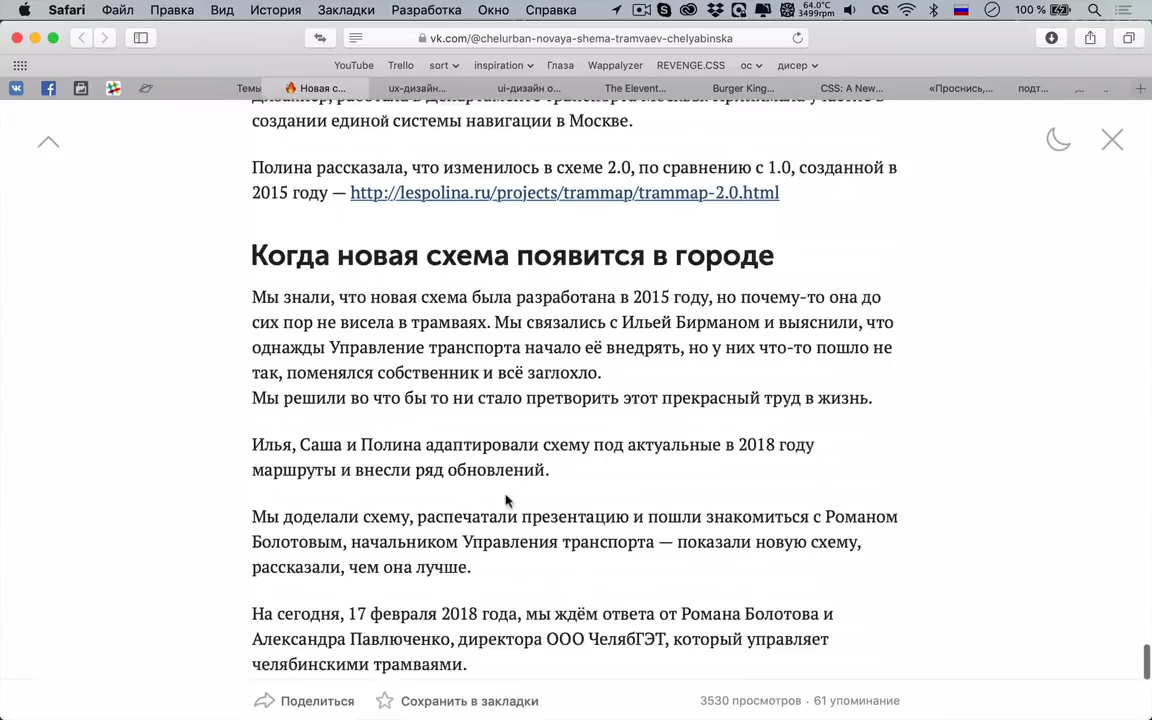 Safari Файл Правка Вид История Закладки Разработка Окно Справка 64.0°C 3499rpm 100 %
vk.com/@chelurban-novaya-shema-tramvaev-chelyabinska
YouTube Trello sort inspiration Глаза Wappalyzer REVENGE.CSS ос дисер
Темы Новая с... ux-дизайн... ui-дизайн о... The Elevent... Burger King... CSS: A New... «Проснись,... подт... ... ..
создании единой системы навигации в Москве.
Полина рассказала, что изменилось в схеме 2.0, по сравнению с 1.0, созданной в
2015 году — http://lespolina.ru/projects/trammap/trammap-2.0.html
Когда новая схема появится в городе
Мы знали, что новая схема была разработана в 2015 году, но почему-то она до
сих пор не висела в трамваях. Мы связались с Ильей Бирманом и выяснили, что
однажды Управление транспорта начало её внедрять, но у них что-то пошло не
так, поменялся собственник и всё заглохло.
Мы решили во что бы то ни стало претворить этот прекрасный труд в жизнь.
Илья, Саша и Полина адаптировали схему под актуальные в 2018 году
маршруты и внесли ряд обновлений.
Мы доделали схему, распечатали презентацию и пошли знакомиться с Романом
Болотовым, начальником Управления транспорта — показали новую схему,
рассказали, чем она лучше.
На сегодня, 17 февраля 2018 года, мы ждём ответа от Романа Болотова и
Александра Павлюченко, директора ООО ЧелябГЭТ, который управляет
челябинскими трамваями.
Поделиться Сохранить в закладки 3530 просмотров · 61 упоминание